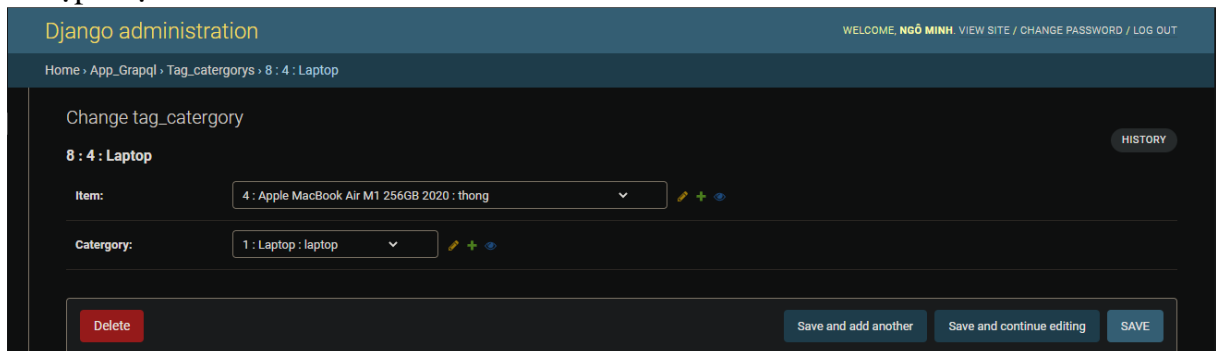 Django administration
WELCOME, NGÔ MINH. VIEW SITE / CHANGE PASSWORD / LOG OUT
Home › App_Grapql › Tag_catergorys › 8 : 4 : Laptop
Change tag_catergory
HISTORY
8 : 4 : Laptop
Item:
4 : Apple MacBook Air M1 256GB 2020 : thong
Catergory:
1 : Laptop : laptop
Delete
Save and add another
Save and continue editing
SAVE